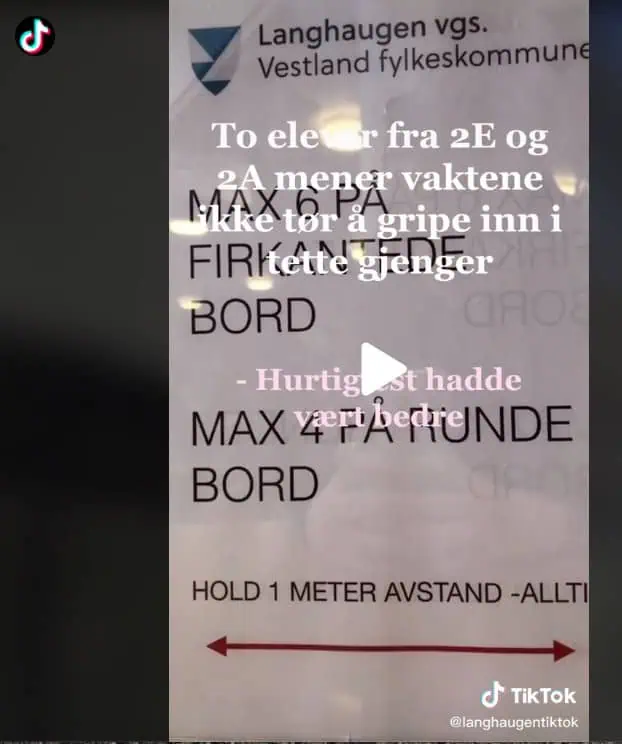 Langhaugen vgs.
Vestland fylkeskommune
To elever fra 2E og
2A mener vaktene
ikke tør å gripe inn i
tette gjenger
MAX 6 PÅ
FIRKANTEDE
BORD
- Hurtigtest hadde
vært bedre
MAX 4 PÅ RUNDE
BORD
HOLD 1 METER AVSTAND -ALLTI
TikTok
@langhaugentiktok